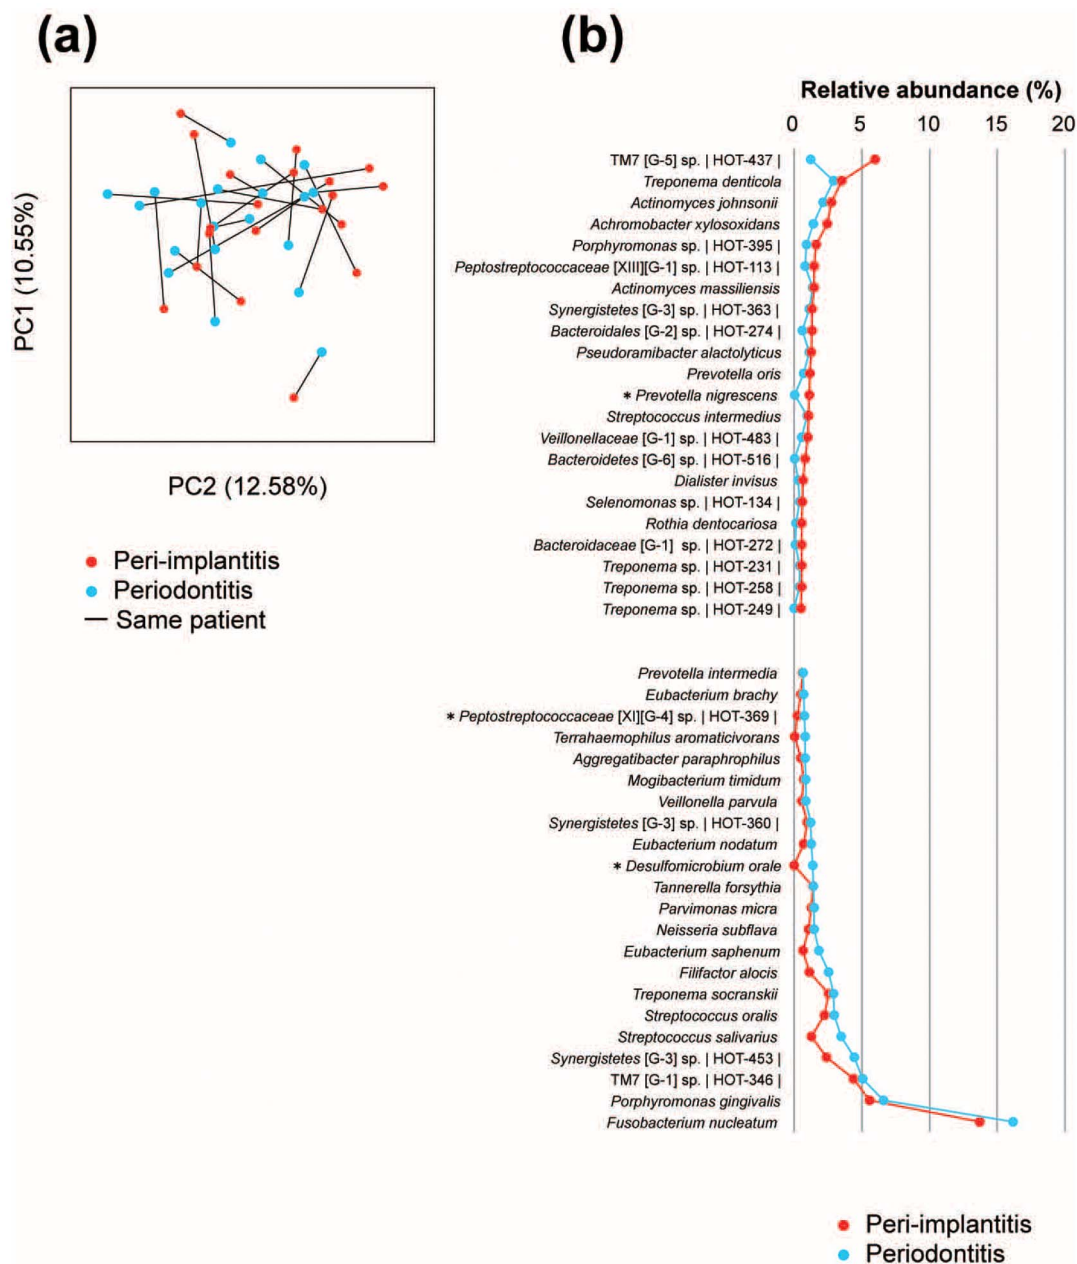 (a)
PC1 (10.55%)
PC2 (12.58%)
Peri-implantitis
Periodontitis
Same patient
(b)
Relative abundance (%)
0 5 10 15 20
TM7 [G-5] sp. | HOT-437 |
Treponema denticola
Actinomyces johnsonii
Achromobacter xylosoxidans
Porphyromonas sp. | HOT-395 |
Peptostreptococcaceae [XIII][G-1] sp. | HOT-113 |
Actinomyces massiliensis
Synergistetes [G-3] sp. | HOT-363 |
Bacteroidales [G-2] sp. | HOT-274 |
Pseudoramibacter alactolyticus
Prevotella oris
* Prevotella nigrescens
Streptococcus intermedius
Veillonellaceae [G-1] sp. | HOT-483 |
Bacteroidetes [G-6] sp. | HOT-516 |
Dialister invisus
Selenomonas sp. | HOT-134 |
Rothia dentocariosa
Bacteroidaceae [G-1] sp. | HOT-272 |
Treponema sp. | HOT-231 |
Treponema sp. | HOT-258 |
Treponema sp. | HOT-249 |
Prevotella intermedia
Eubacterium brachy
* Peptostreptococcaceae [XI][G-4] sp. | HOT-369 |
Terrahaemophilus aromaticivorans
Aggregatibacter paraphrophilus
Mogibacterium timidum
Veillonella parvula
Synergistetes [G-3] sp. | HOT-360 |
Eubacterium nodatum
* Desulfomicrobium orale
Tannerella forsythia
Parvimonas micra
Neisseria subflava
Eubacterium saphenum
Filifactor alocis
Treponema socranskii
Streptococcus oralis
Streptococcus salivarius
Synergistetes [G-3] sp. | HOT-453 |
TM7 [G-1] sp. | HOT-346 |
Porphyromonas gingivalis
Fusobacterium nucleatum
Peri-implantitis
Periodontitis